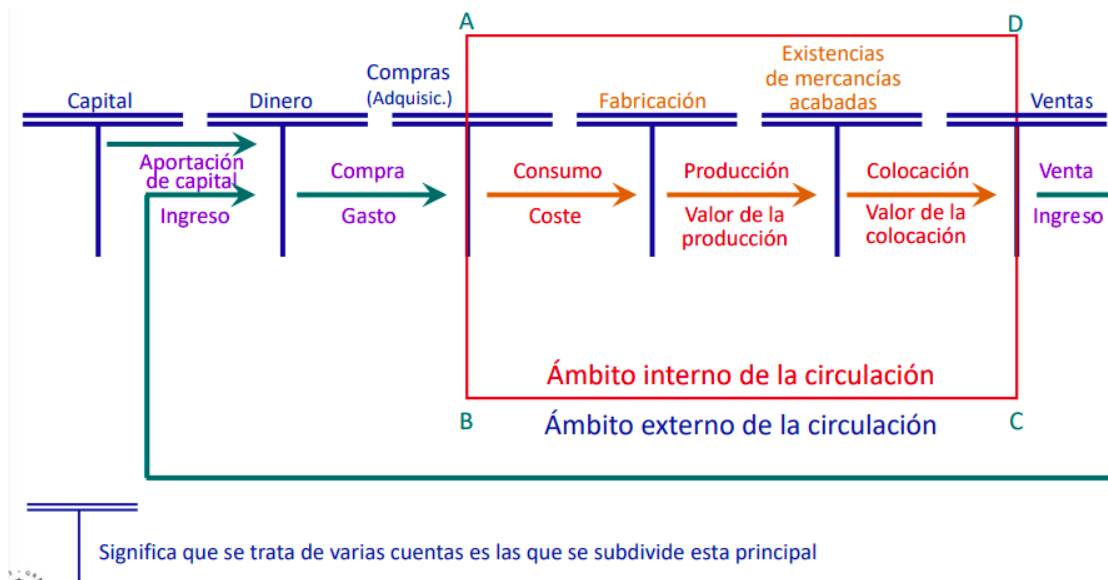 A
D
Capital
Dinero
Compras
(Adquisic.)
Fabricación
Existencias
de mercancías
acabadas
Ventas
Aportación
de capital
Ingreso
Compra
Gasto
Consumo
Coste
Producción
Valor de la
producción
Colocación
Valor de la
colocación
Venta
Ingreso
Ámbito interno de la circulación
B
C
Ámbito externo de la circulación
Significa que se trata de varias cuentas es las que se subdivide esta principal